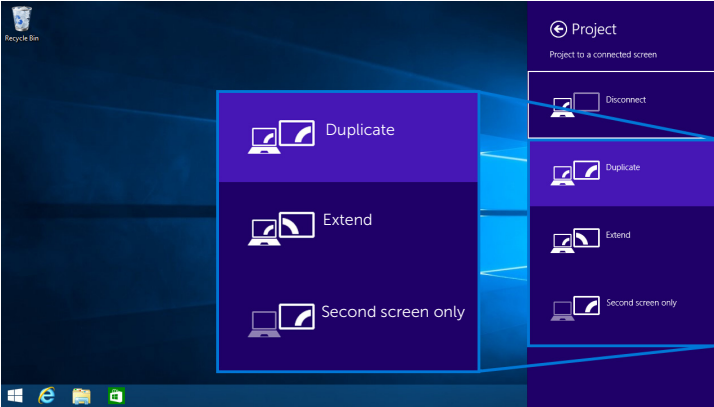 Recycle Bin
Project
Project to a connected screen
Disconnect
Duplicate
Extend
Second screen only
Duplicate
Extend
Second screen only